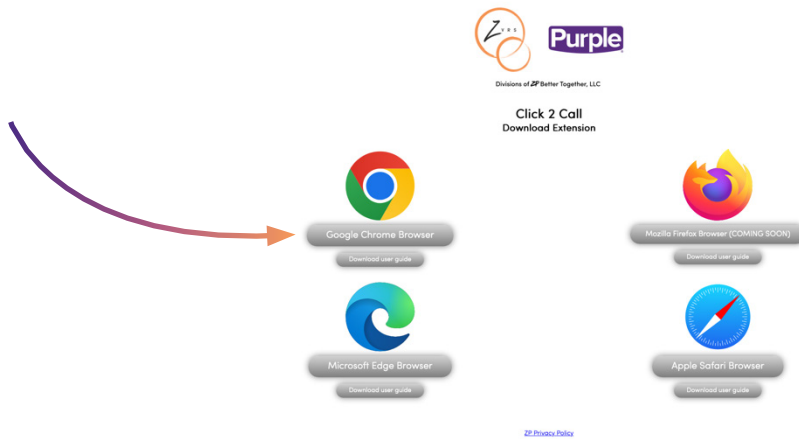 ZVRS
Purple
Divisions of ZP Better Together, LLC
Click 2 Call
Download Extension
Google Chrome Browser
Download user guide
Mozilla Firefox Browser (COMING SOON)
Download user guide
Microsoft Edge Browser
Download user guide
Apple Safari Browser
Download user guide
ZP Privacy Policy